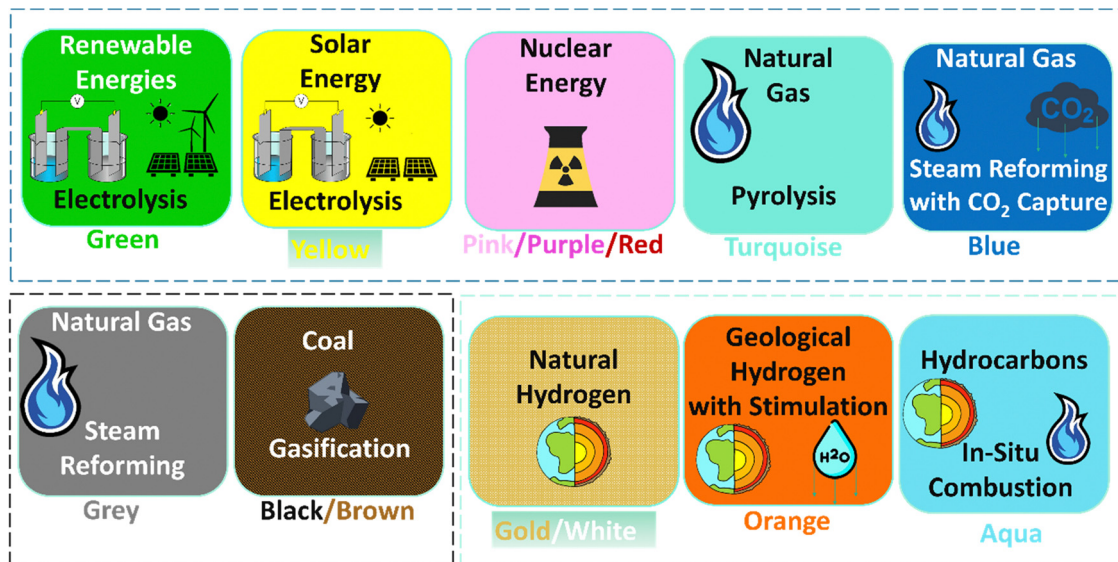 Renewable
Energies
V
Electrolysis
Green
Solar
Energy
V
Electrolysis
Yellow
Nuclear
Energy
Pink/Purple/Red
Natural
Gas
Pyrolysis
Turquoise
Natural Gas
CO₂
Steam Reforming
with CO₂ Capture
Blue
Natural Gas
Steam
Reforming
Grey
Coal
Gasification
Black/Brown
Natural
Hydrogen
Gold/White
Geological
Hydrogen
with Stimulation
H²O
Orange
Hydrocarbons
In-Situ
Combustion
Aqua